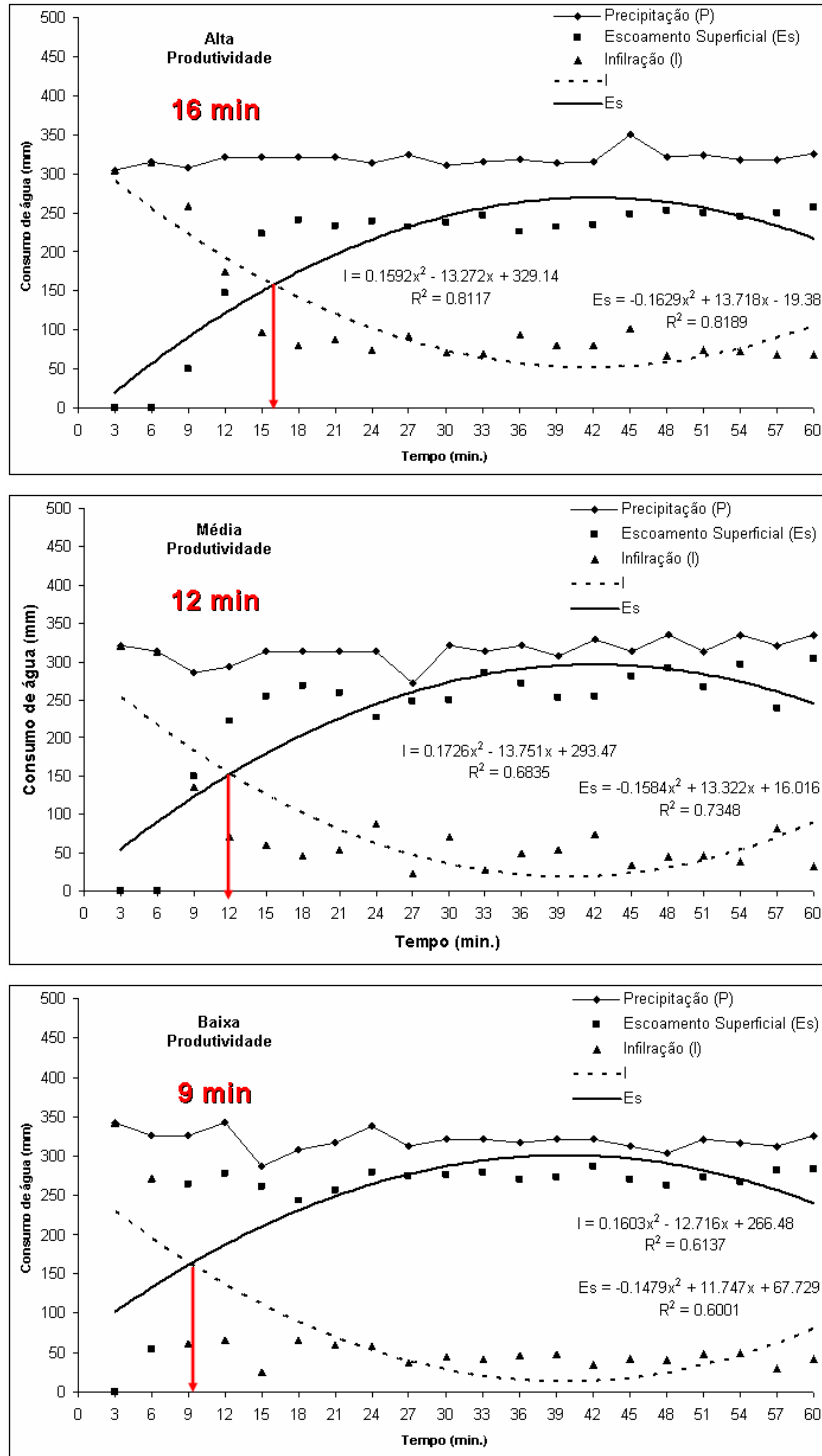 Alta
Produtividade
16 min
Precipitação (P)
Escoamento Superficial (Es)
Infilração (I)
I
Es
500
450
400
350
300
250
200
150
100
50
0
Consumo de água (mm)
I = 0.1592x² - 13.272x + 329.14
R² = 0.8117
Es = -0.1629x² + 13.718x - 19.38
R² = 0.8189
0 3 6 9 12 15 18 21 24 27 30 33 36 39 42 45 48 51 54 57 60
Tempo (min.)
Média
Produtividade
12 min
Precipitação (P)
Escoamento Superficial (Es)
Infilração (I)
I
Es
500
450
400
350
300
250
200
150
100
50
0
Consumo de água (mm)
I = 0.1726x² - 13.751x + 293.47
R² = 0.6835
Es = -0.1584x² + 13.322x + 16.016
R² = 0.7348
0 3 6 9 12 15 18 21 24 27 30 33 36 39 42 45 48 51 54 57 60
Tempo (min.)
Baixa
Produtividade
9 min
Precipitação (P)
Escoamento Superficial (Es)
Infilração (I)
I
Es
500
450
400
350
300
250
200
150
100
50
0
Consumo de água (mm)
I = 0.1603x² - 12.716x + 266.48
R² = 0.6137
Es = -0.1479x² + 11.747x + 67.729
R² = 0.6001
0 3 6 9 12 15 18 21 24 27 30 33 36 39 42 45 48 51 54 57 60
Tempo (min.)